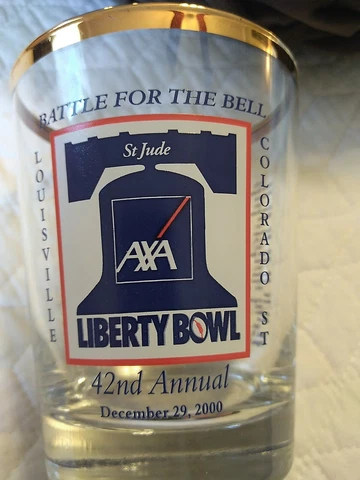 BATTLE FOR THE BELL
St Jude
LOUISVILLE
COLORADO ST
AXA
LIBERTY BOWL
42nd Annual
December 29, 2000